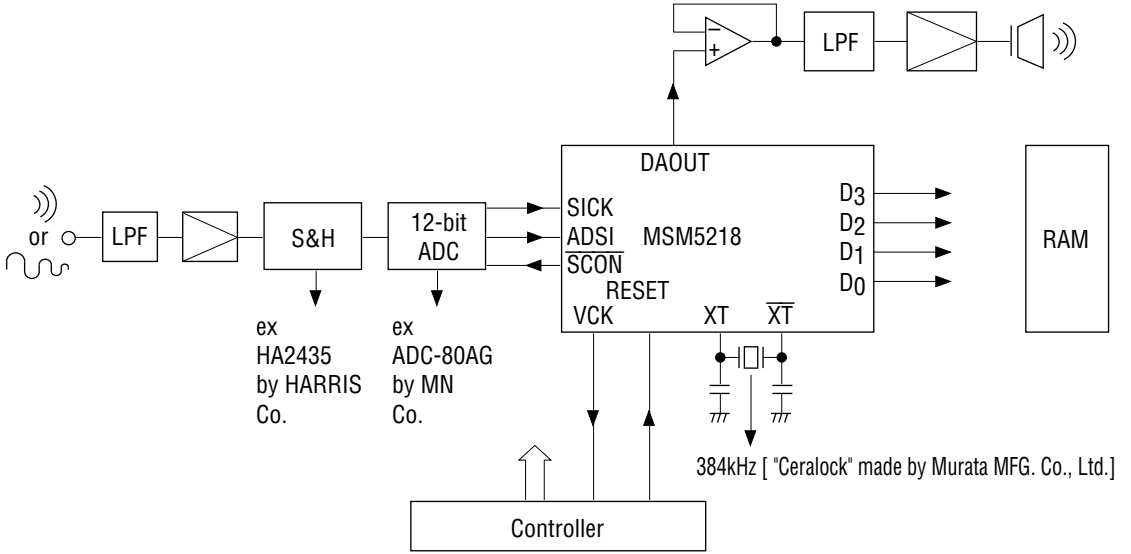 LPF
DAOUT
SICK
ADSI
SCON
MSM5218
RESET
VCK
XT
XT
D3
D2
D1
D0
RAM
or
LPF
S&H
12-bit
ADC
ex
HA2435
by HARRIS
Co.
ex
ADC-80AG
by MN
Co.
384kHz [ "Ceralock" made by Murata MFG. Co., Ltd.]
Controller
−
+